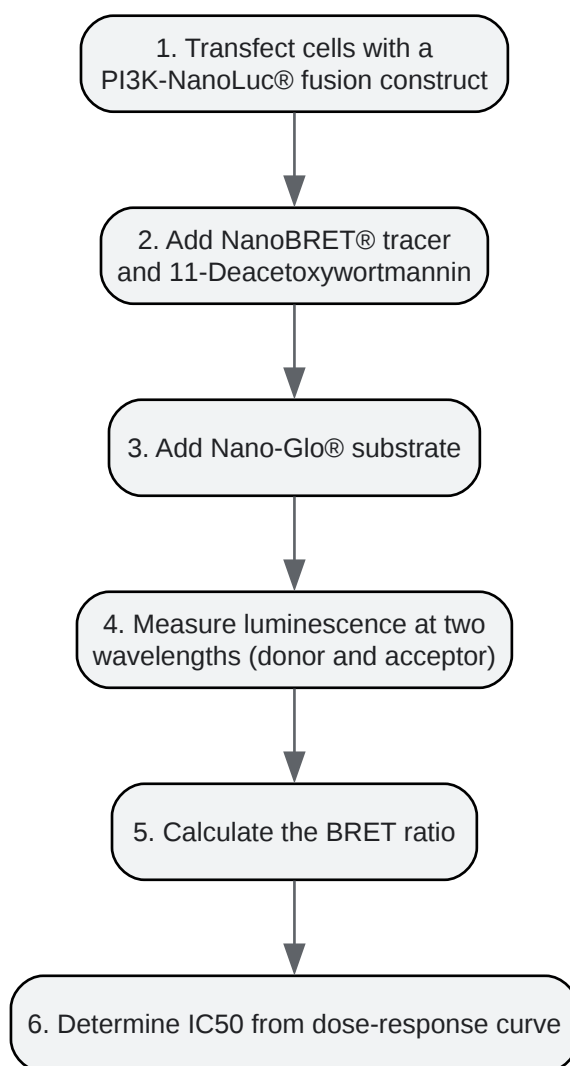 1. Transfect cells with a
PI3K-NanoLuc® fusion construct
2. Add NanoBRET® tracer
and 11-Deacetoxywortmannin
3. Add Nano-Glo® substrate
4. Measure luminescence at two
wavelengths (donor and acceptor)
5. Calculate the BRET ratio
6. Determine IC50 from dose-response curve